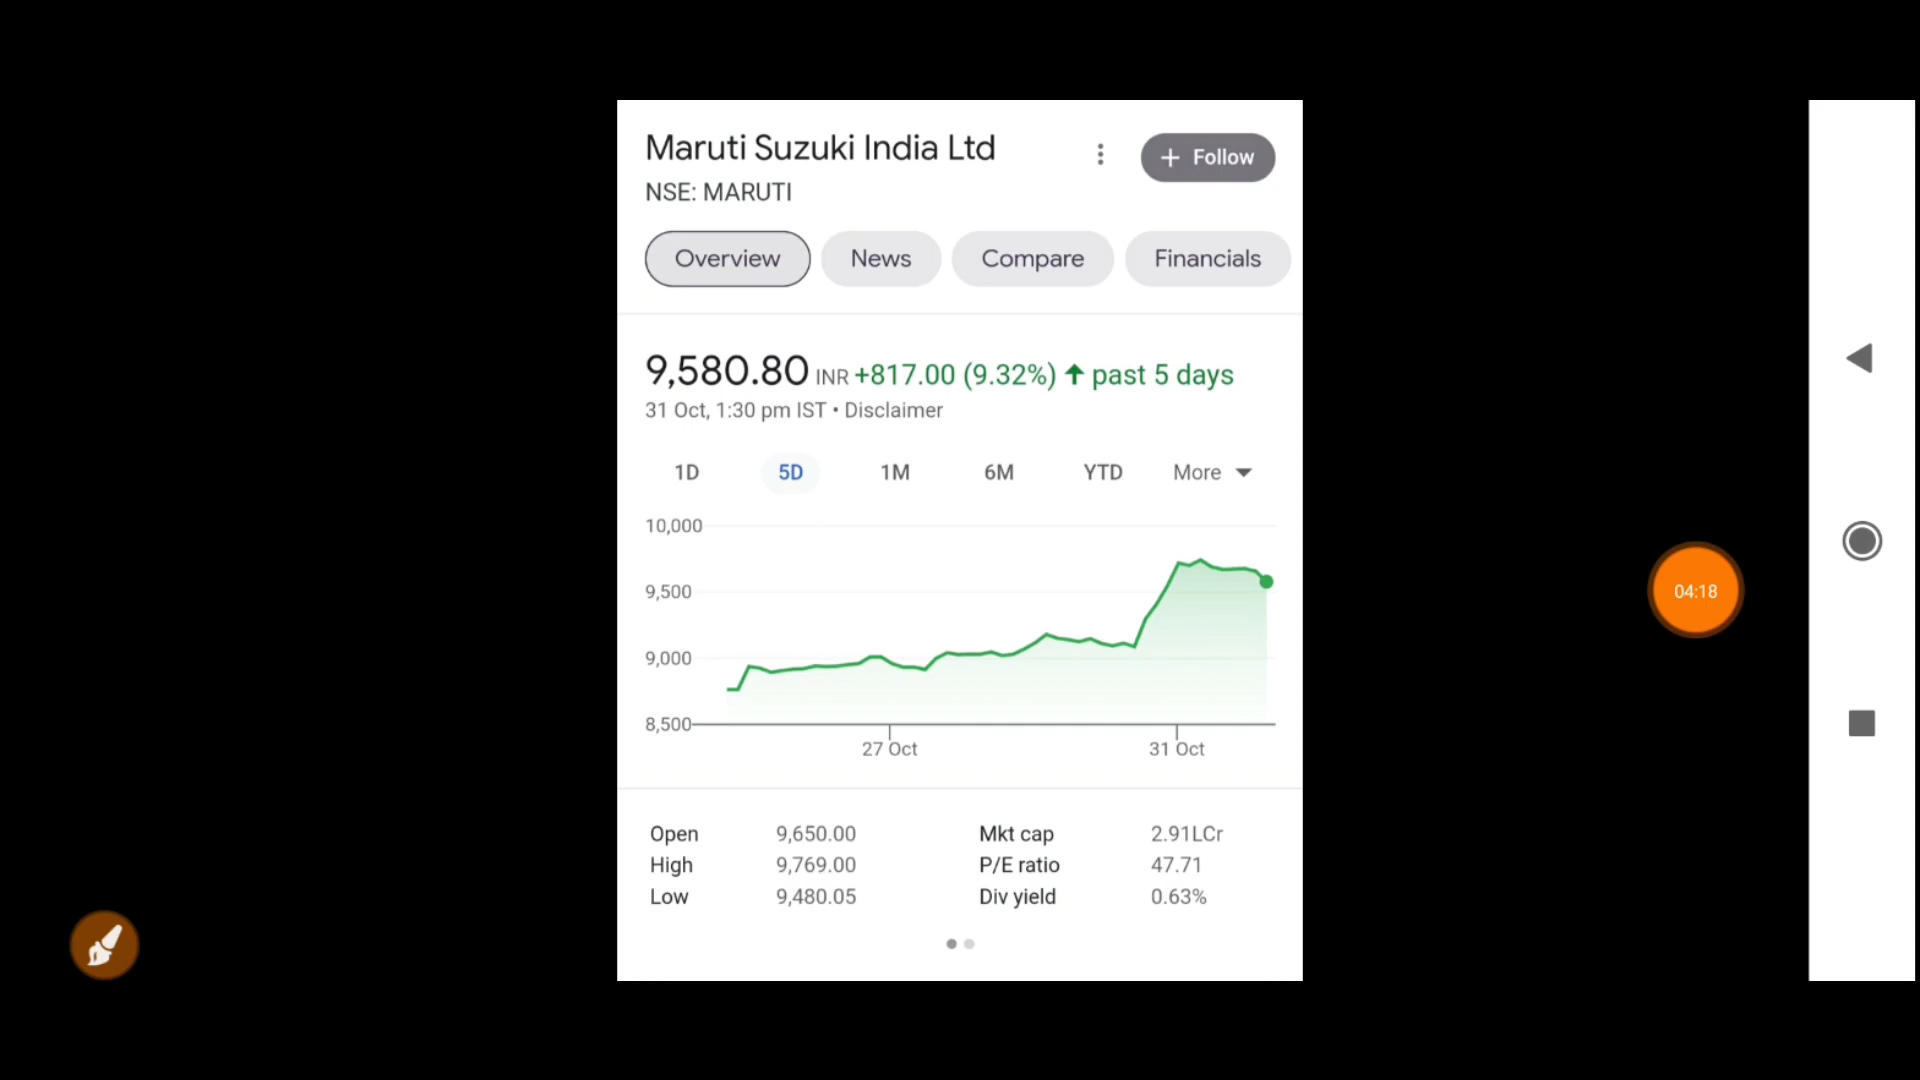 Maruti Suzuki India Ltd
+ Follow
NSE: MARUTI
Overview News Compare Financials
9,580.80 INR +817.00 (9.32%) ↑ past 5 days
31 Oct, 1:30 pm IST • Disclaimer
1D 5D 1M 6M YTD More
10,000
9,500
9,000
8,500
27 Oct 31 Oct
Open 9,650.00 Mkt cap 2.91LCr
High 9,769.00 P/E ratio 47.71
Low 9,480.05 Div yield 0.63%
04:18